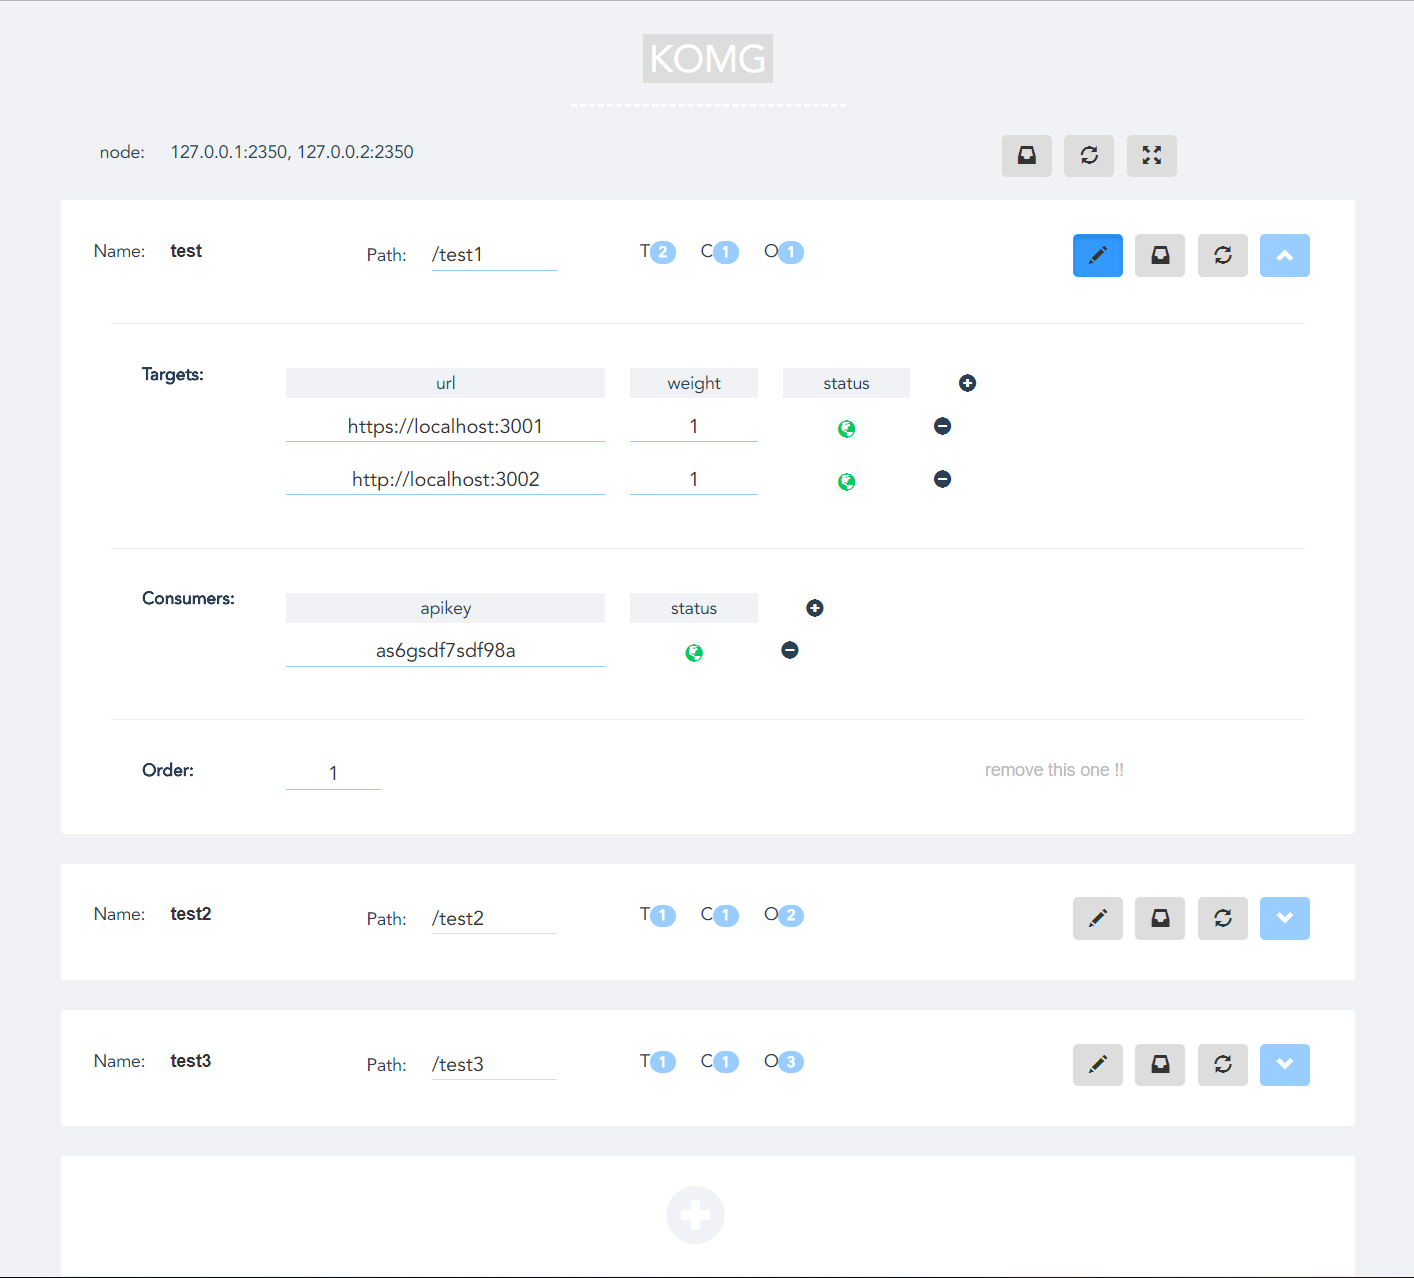 KOMG
node: 127.0.0.1:2350, 127.0.0.2:2350
Name: test Path: /test1 T 2 C 1 O 1
Targets: url weight status
https://localhost:3001 1
http://localhost:3002 1
Consumers: apikey status
as6gsdf7sdf98a
Order: 1 remove this one !!
Name: test2 Path: /test2 T 1 C 1 O 2
Name: test3 Path: /test3 T 1 C 1 O 3